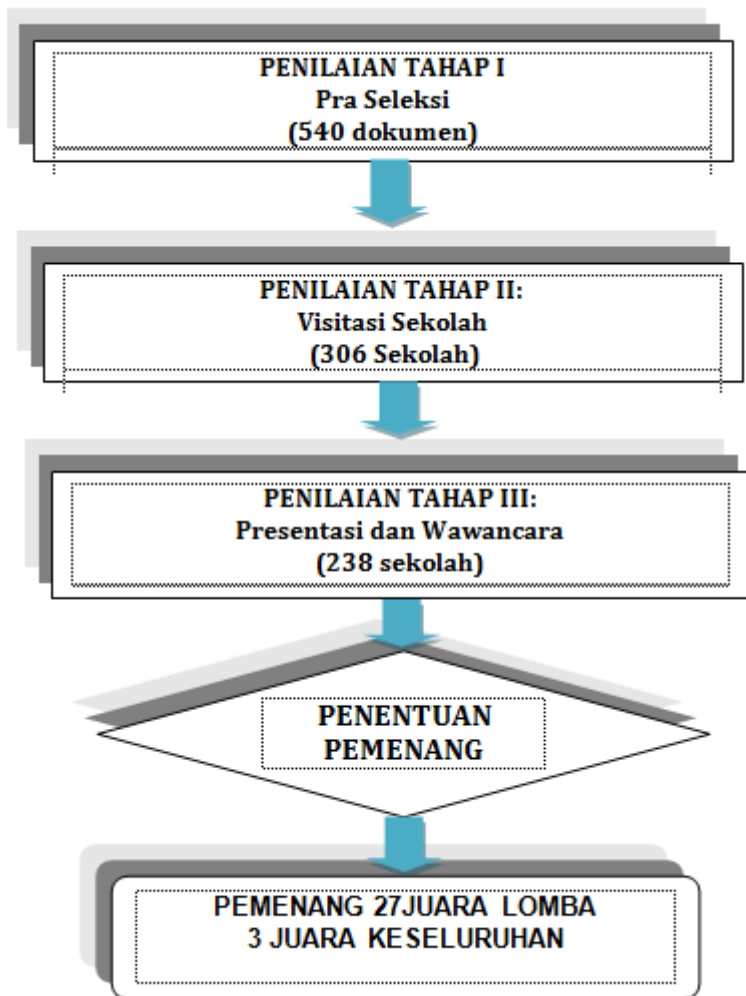 PENILAIAN TAHAP I
Pra Seleksi
(540 dokumen)
PENILAIAN TAHAP II:
Visitasi Sekolah
(306 Sekolah)
PENILAIAN TAHAP III:
Presentasi dan Wawancara
(238 sekolah)
PENENTUAN
PEMENANG
PEMENANG 27JUARA LOMBA
3 JUARA KESELURUHAN